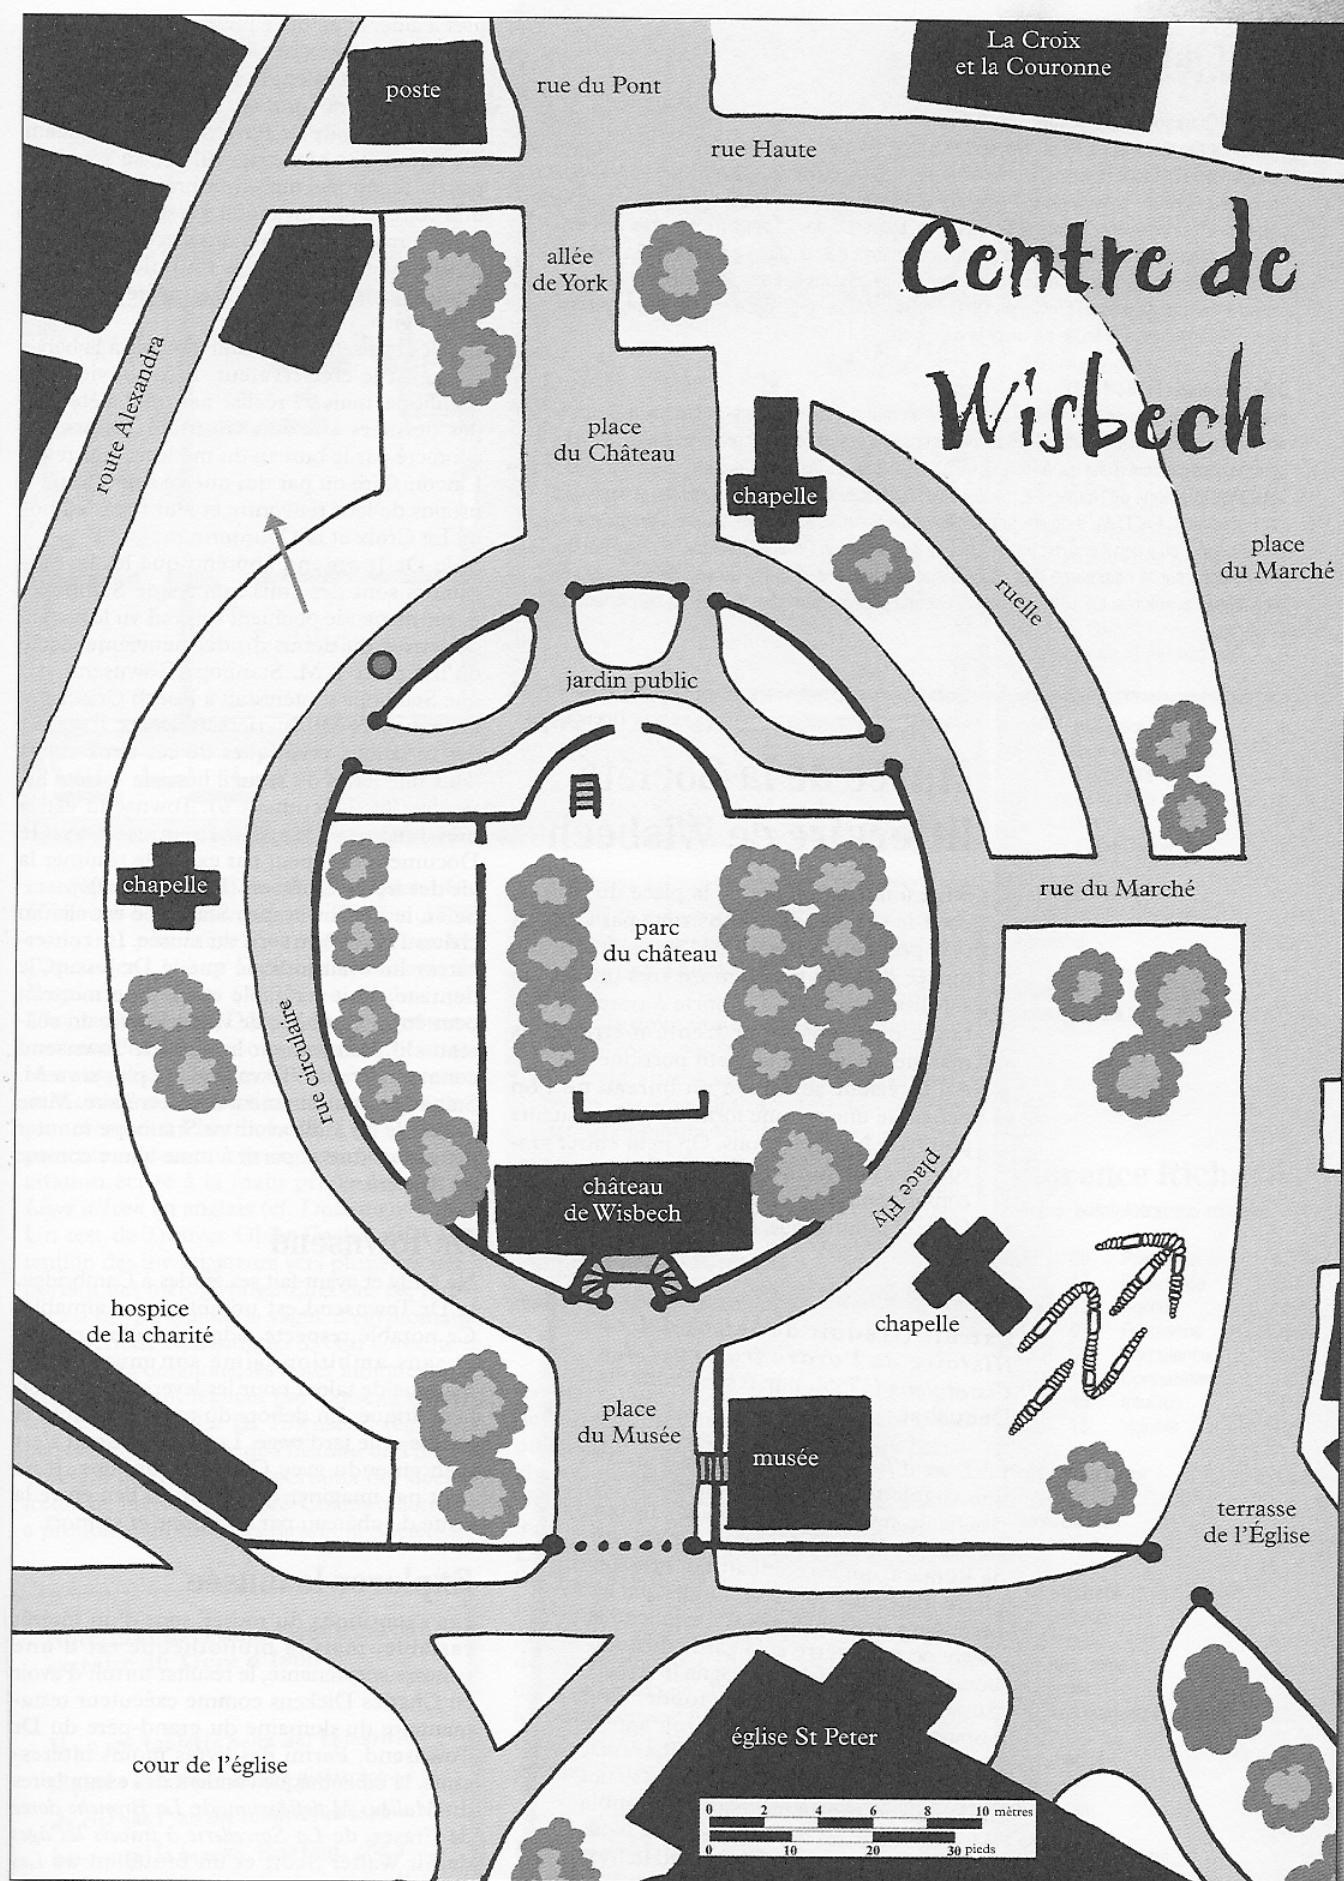 La Croix
et la Couronne
poste
rue du Pont
rue Haute
Centre de
Wisbech
allée
de York
route Alexandra
place
du Château
chapelle
place
du Marché
ruelle
jardin public
chapelle
rue du Marché
parc
du château
rue circulaire
place Fly
château
de Wisbech
hospice
de la charité
chapelle
place
du Musée
musée
terrasse
de l'Église
église St Peter
cour de l'église
0 2 4 6 8 10 mètres
0 10 20 30 pieds